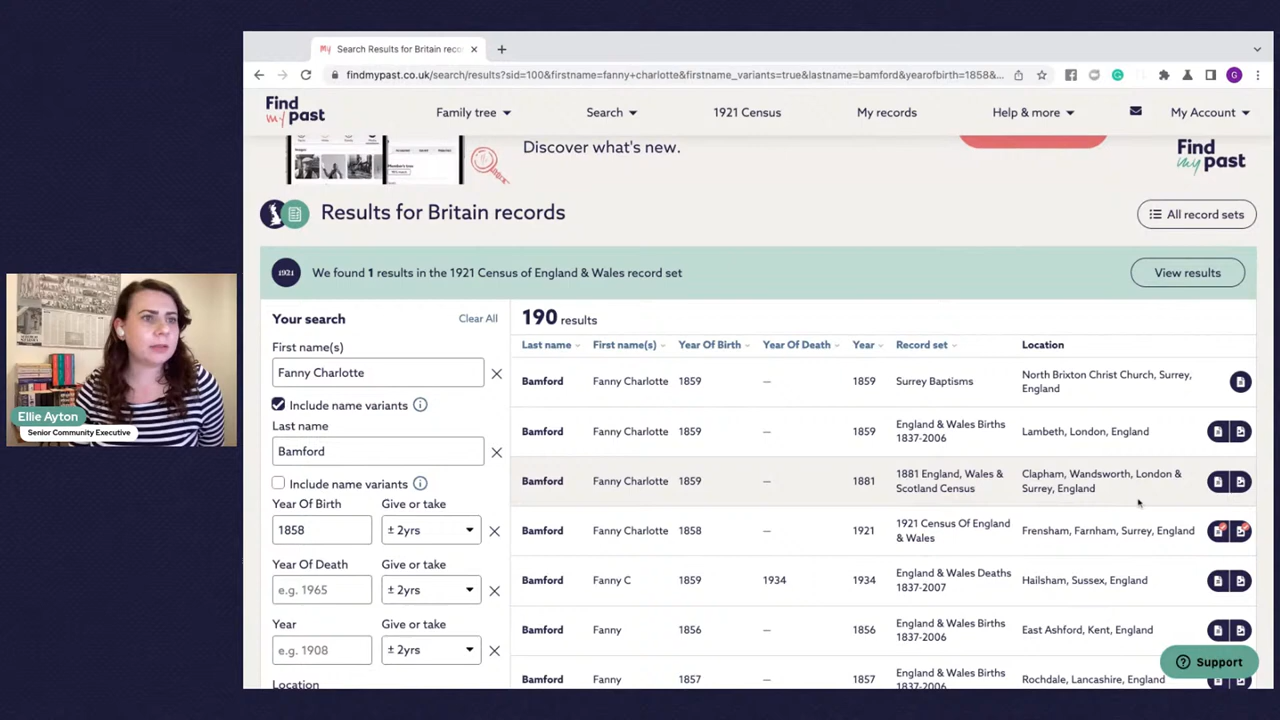 Search Results for Britain reco
findmypast.co.uk/search/results?sid=100&firstname=fanny+charlotte&firstname_variants=true&lastname=bamford&yearofbirth=1858&...
G
Find my past
Family tree
Search
1921 Census
My records
Help & more
My Account
Discover what's new.
Find my past
Results for Britain records
All record sets
1921
We found 1 results in the 1921 Census of England & Wales record set
View results
Your search
Clear All
First name(s)
Fanny Charlotte
Include name variants
Last name
Bamford
Include name variants
Year Of Birth Give or take
1858 ± 2yrs
Year Of Death Give or take
e.g. 1965 ± 2yrs
Year Give or take
e.g. 1908 ± 2yrs
Location
190 results
Last name First name(s) Year Of Birth Year Of Death Year Record set Location
Bamford Fanny Charlotte 1859 — 1859 Surrey Baptisms North Brixton Christ Church, Surrey,
England
Bamford Fanny Charlotte 1859 — 1859 England & Wales Births
1837-2006 Lambeth, London, England
Bamford Fanny Charlotte 1859 — 1881 1881 England, Wales &
Scotland Census Clapham, Wandsworth, London &
Surrey, England
Bamford Fanny Charlotte 1858 — 1921 1921 Census Of England
& Wales Frensham, Farnham, Surrey, England
Bamford Fanny C 1859 1934 1934 England & Wales Deaths
1837-2007 Hailsham, Sussex, England
Bamford Fanny 1856 — 1856 England & Wales Births
1837-2006 East Ashford, Kent, England
Bamford Fanny 1857 — 1857 England & Wales Births
1837-2006 Rochdale, Lancashire, England
Support
Ellie Ayton
Senior Community Executive